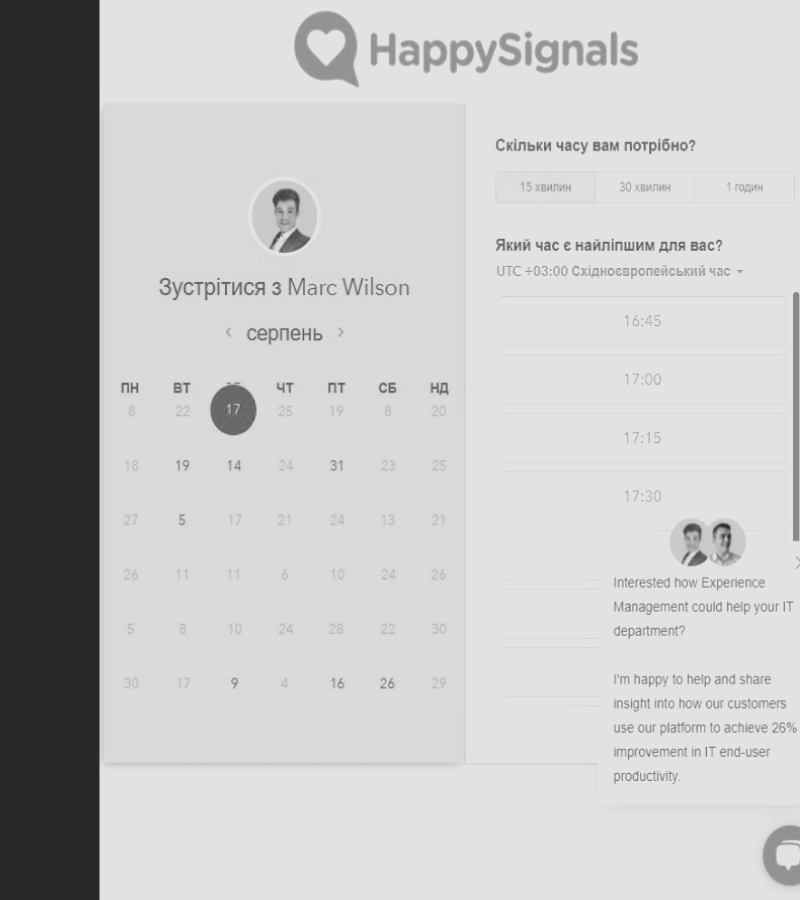 HappySignals
Зустрітися з Marc Wilson
серпень
ПН ВТ ЧТ ПТ СБ НД
8 22 17 25 19 8 20
18 19 14 24 31 23 25
27 5 17 21 24 13 21
26 11 11 6 10 24 26
5 8 10 24 28 22 30
30 17 9 4 16 26 29
Скільки часу вам потрібно?
15 хвилин 30 хвилин 1 годин
Який час є найліпшим для вас?
UTC +03:00 Східноєвропейський час
16:45
17:00
17:15
17:30
Interested how Experience
Management could help your IT
department?
I'm happy to help and share
insight into how our customers
use our platform to achieve 26%
improvement in IT end-user
productivity.